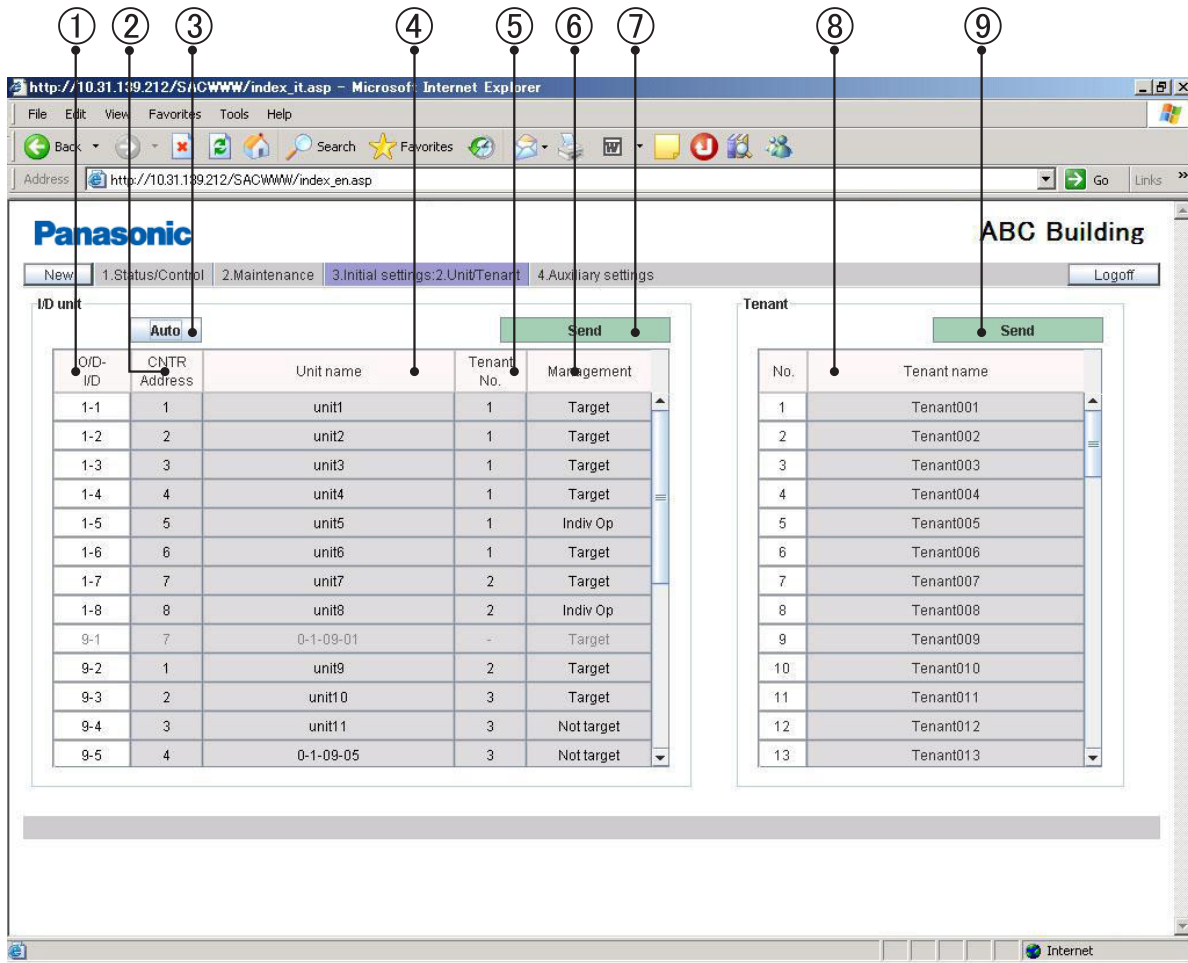 ① ② ③ ④ ⑤ ⑥ ⑦ ⑧ ⑨
http://10.31.139.212/SACWWW/index_it.asp - Microsoft Internet Explorer
File Edit View Favorites Tools Help
Back Search Favorites
Address http://10.31.139.212/SACWWW/index_en.asp Go Links »
Panasonic ABC Building
New 1.Status/Control 2.Maintenance 3.Initial settings:2.Unit/Tenant 4.Auxiliary settings Logoff
I/D unit Tenant
Auto Send Send
O/D-I/D CNTR Address Unit name Tenant No. Management No. Tenant name
1-1 1 unit1 1 Target 1 Tenant001
1-2 2 unit2 1 Target 2 Tenant002
1-3 3 unit3 1 Target 3 Tenant003
1-4 4 unit4 1 Target 4 Tenant004
1-5 5 unit5 1 Indiv Op 5 Tenant005
1-6 6 unit6 1 Target 6 Tenant006
1-7 7 unit7 2 Target 7 Tenant007
1-8 8 unit8 2 Indiv Op 8 Tenant008
9-1 7 0-1-09-01 - Target 9 Tenant009
9-2 1 unit9 2 Target 10 Tenant010
9-3 2 unit10 3 Target 11 Tenant011
9-4 3 unit11 3 Not target 12 Tenant012
9-5 4 0-1-09-05 3 Not target 13 Tenant013
Internet